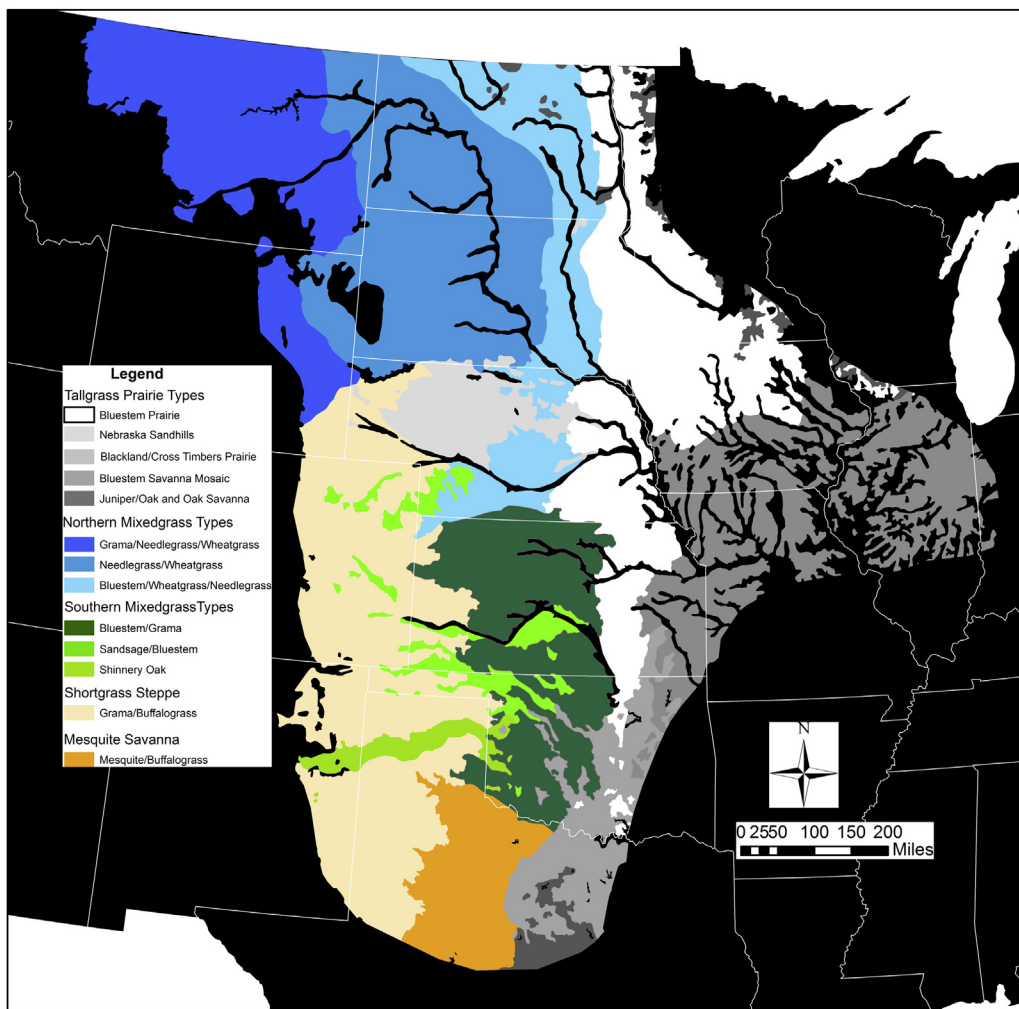 Legend
Tallgrass Prairie Types
Bluestem Prairie
Nebraska Sandhills
Blackland/Cross Timbers Prairie
Bluestem Savanna Mosaic
Juniper/Oak and Oak Savanna
Northern Mixedgrass Types
Grama/Needlegrass/Wheatgrass
Needlegrass/Wheatgrass
Bluestem/Wheatgrass/Needlegrass
Southern MixedgrassTypes
Bluestem/Grama
Sandsage/Bluestem
Shinnery Oak
Shortgrass Steppe
Grama/Buffalograss
Mesquite Savanna
Mesquite/Buffalograss
N
0 2550 100 150 200
Miles